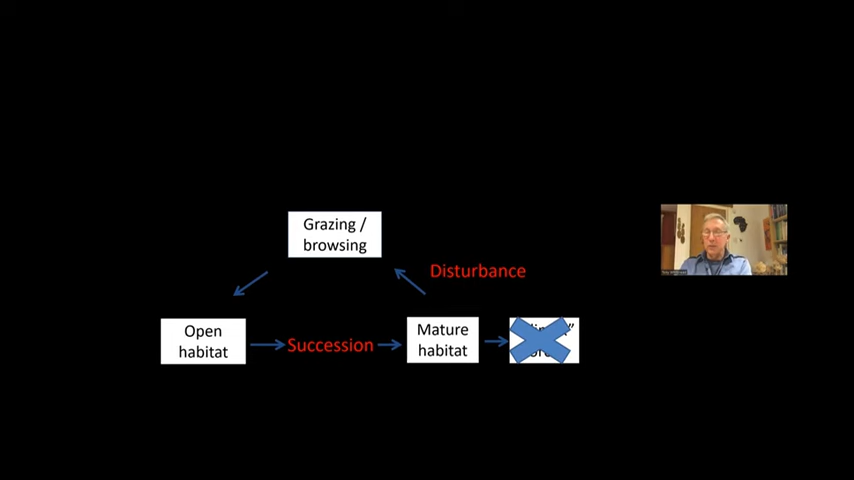 Grazing /
browsing
Disturbance
Open
habitat
Succession
Mature
habitat